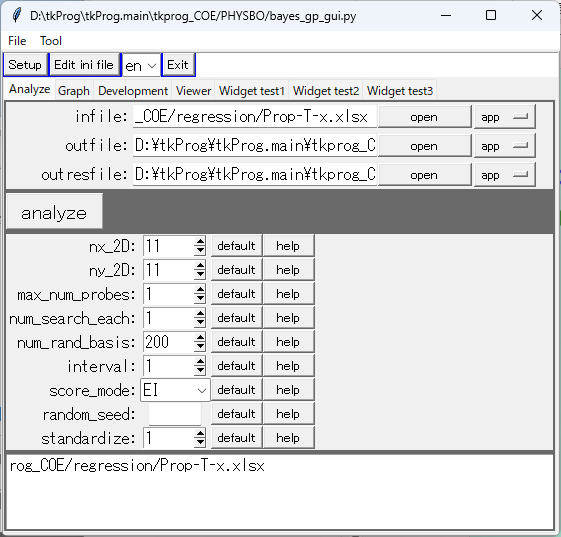 D:\tkProg\tkProg.main\tkprog_COE/PHYSBO/bayes_gp_gui.py
File Tool
Setup Edit ini file en Exit
Analyze Graph Development Viewer Widget test1 Widget test2 Widget test3
infile: _COE/regression/Prop-T-x.xlsx open app
outfile: D:¥tkProg¥tkProg.main¥tkprog_C open app
outresfile: D:¥tkProg¥tkProg.main¥tkprog_C open app
analyze
nx_2D: 11 default help
ny_2D: 11 default help
max_num_probes: 1 default help
num_search_each: 1 default help
num_rand_basis: 200 default help
interval: 1 default help
score_mode: EI default help
random_seed: default help
standardize: 1 default help
rog_COE/regression/Prop-T-x.xlsx